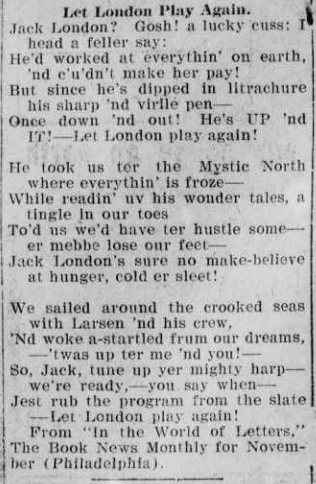 Let London Play Again.
Jack London? Gosh! a lucky cuss: I
head a feller say:
He'd worked at everythin' on earth,
'nd c'u'dn't make her pay!
But since he's dipped in litrachure
his sharp 'nd virile pen—
Once down 'nd out! He's UP 'nd
IT!—Let London play again!
He took us ter the Mystic North
where everythin' is froze—
While readin' uv his wonder tales, a
tingle in our toes
To'd us we'd have ter hustle some—
er mebbe lose our feet—
Jack London's sure no make-believe
at hunger, cold er sleet!
We sailed around the crooked seas
with Larsen 'nd his crew,
'Nd woke a-startled frum our dreams,
—'twas up ter me 'nd you!—
So, Jack, tune up yer mighty harp—
we're ready,—you say when—
Jest rub the program from the slate
—Let London play again!
From "In the World of Letters,"
The Book News Monthly for Novem-
ber (Philadelphia).